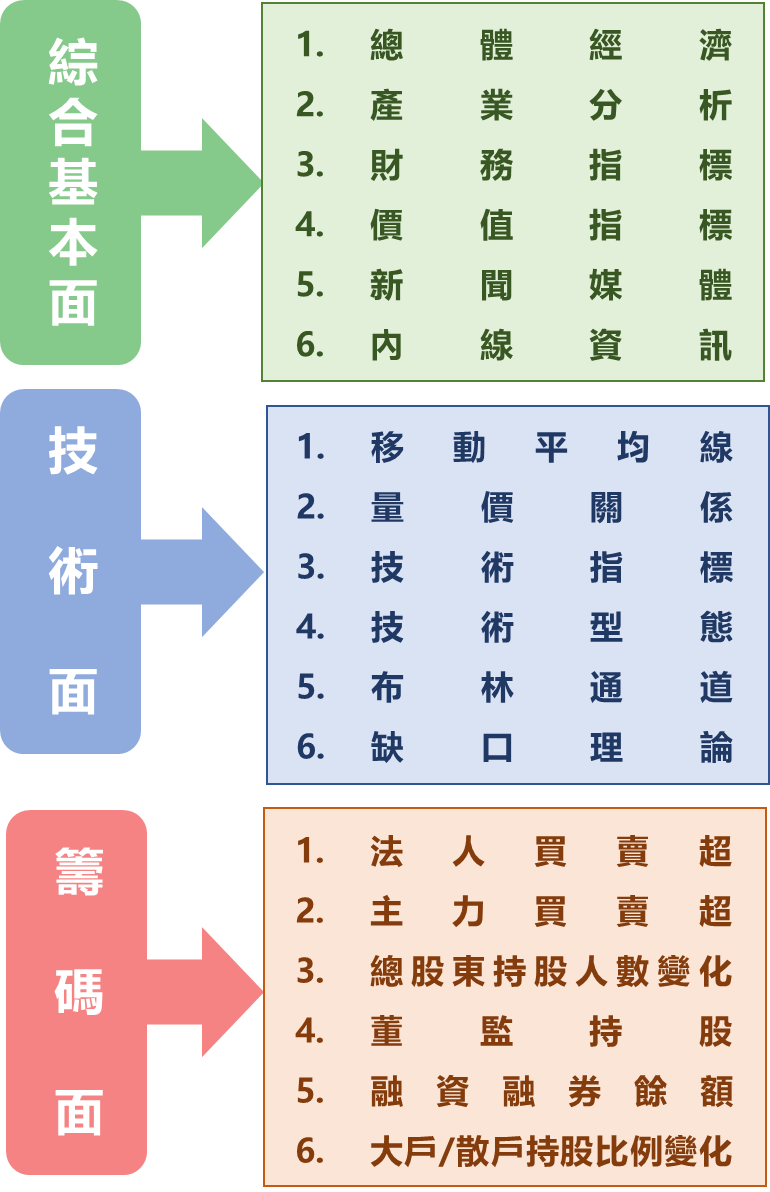 綜合基本面
1. 總體經濟
2. 產業分析
3. 財務指標
4. 價值指標
5. 新聞媒體
6. 內線資訊
技術面
1. 移動平均線
2. 量價關係
3. 技術指標
4. 技術型態
5. 布林通道
6. 缺口理論
籌碼面
1. 法人買賣超
2. 主力買賣超
3. 總股東持股人數變化
4. 董監持股
5. 融資融券餘額
6. 大戶/散戶持股比例變化